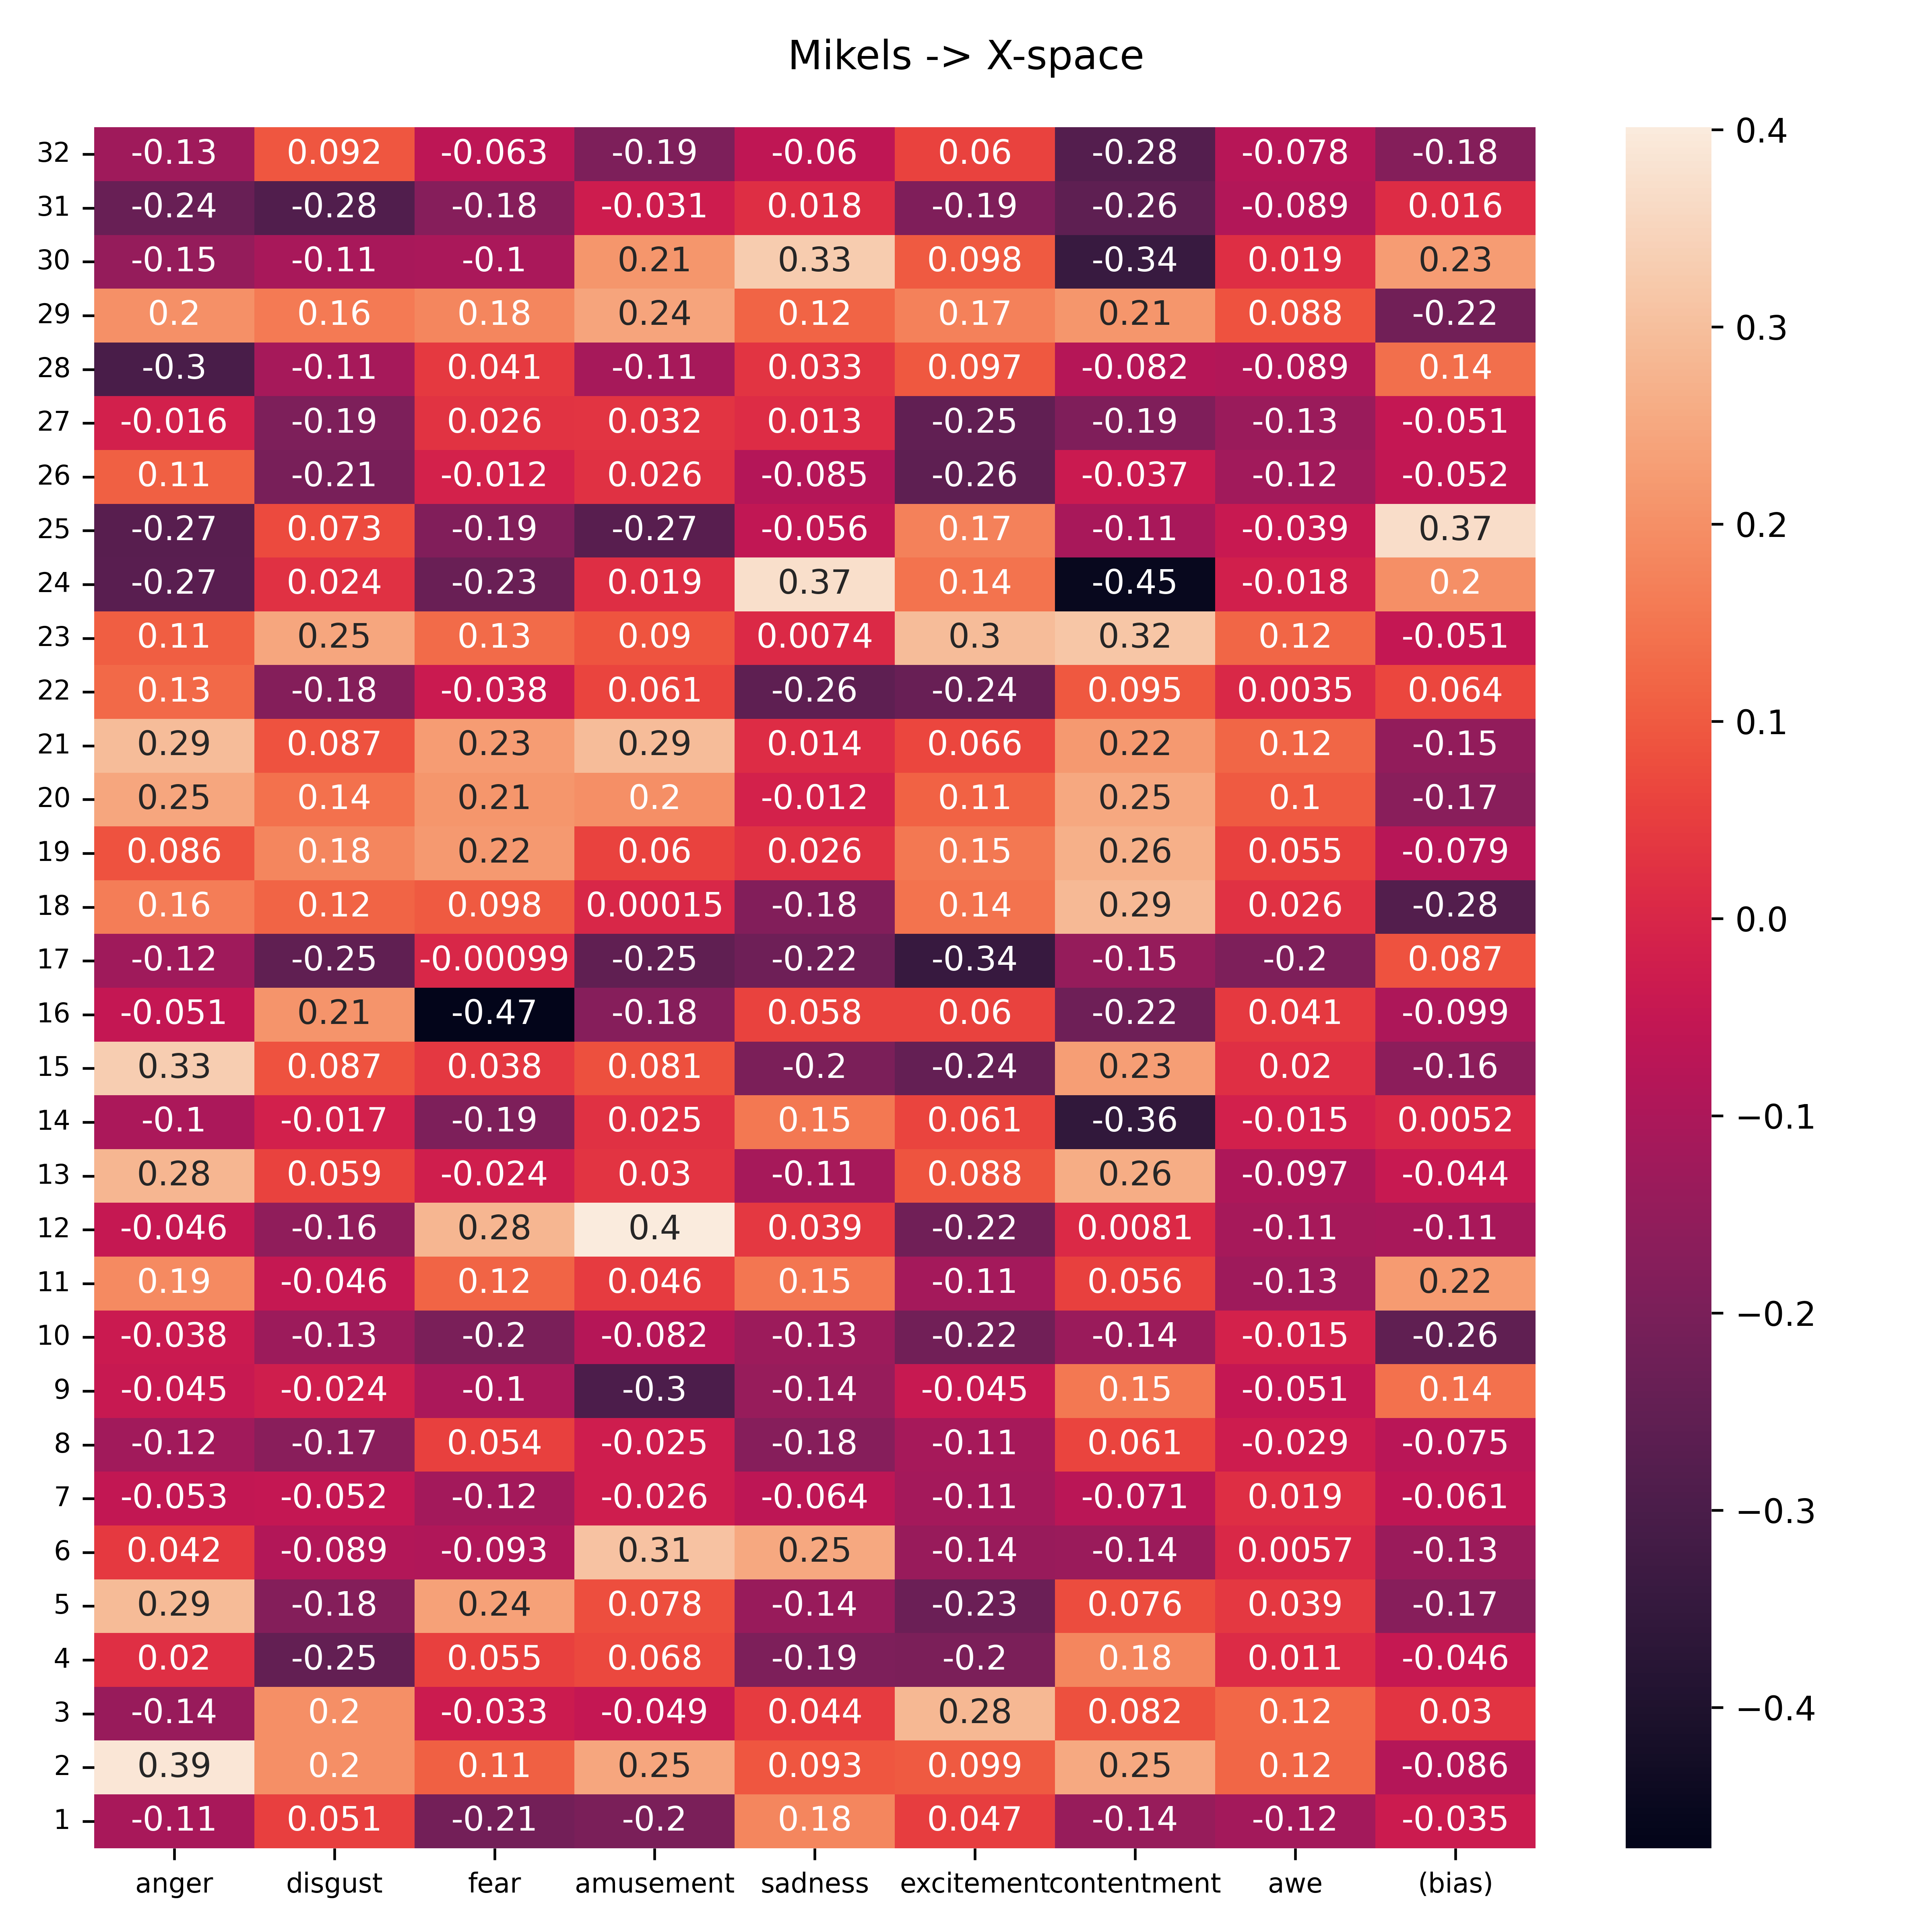 Mikels -> X-space
32 -0.13 0.092 -0.063 -0.19 -0.06 0.06 -0.28 -0.078 -0.18
31 -0.24 -0.28 -0.18 -0.031 0.018 -0.19 -0.26 -0.089 0.016
30 -0.15 -0.11 -0.1 0.21 0.33 0.098 -0.34 0.019 0.23
29 0.2 0.16 0.18 0.24 0.12 0.17 0.21 0.088 -0.22
28 -0.3 -0.11 0.041 -0.11 0.033 0.097 -0.082 -0.089 0.14
27 -0.016 -0.19 0.026 0.032 0.013 -0.25 -0.19 -0.13 -0.051
26 0.11 -0.21 -0.012 0.026 -0.085 -0.26 -0.037 -0.12 -0.052
25 -0.27 0.073 -0.19 -0.27 -0.056 0.17 -0.11 -0.039 0.37
24 -0.27 0.024 -0.23 0.019 0.37 0.14 -0.45 -0.018 0.2
23 0.11 0.25 0.13 0.09 0.0074 0.3 0.32 0.12 -0.051
22 0.13 -0.18 -0.038 0.061 -0.26 -0.24 0.095 0.0035 0.064
21 0.29 0.087 0.23 0.29 0.014 0.066 0.22 0.12 -0.15
20 0.25 0.14 0.21 0.2 -0.012 0.11 0.25 0.1 -0.17
19 0.086 0.18 0.22 0.06 0.026 0.15 0.26 0.055 -0.079
18 0.16 0.12 0.098 0.00015 -0.18 0.14 0.29 0.026 -0.28
17 -0.12 -0.25 -0.00099 -0.25 -0.22 -0.34 -0.15 -0.2 0.087
16 -0.051 0.21 -0.47 -0.18 0.058 0.06 -0.22 0.041 -0.099
15 0.33 0.087 0.038 0.081 -0.2 -0.24 0.23 0.02 -0.16
14 -0.1 -0.017 -0.19 0.025 0.15 0.061 -0.36 -0.015 0.0052
13 0.28 0.059 -0.024 0.03 -0.11 0.088 0.26 -0.097 -0.044
12 -0.046 -0.16 0.28 0.4 0.039 -0.22 0.0081 -0.11 -0.11
11 0.19 -0.046 0.12 0.046 0.15 -0.11 0.056 -0.13 0.22
10 -0.038 -0.13 -0.2 -0.082 -0.13 -0.22 -0.14 -0.015 -0.26
9 -0.045 -0.024 -0.1 -0.3 -0.14 -0.045 0.15 -0.051 0.14
8 -0.12 -0.17 0.054 -0.025 -0.18 -0.11 0.061 -0.029 -0.075
7 -0.053 -0.052 -0.12 -0.026 -0.064 -0.11 -0.071 0.019 -0.061
6 0.042 -0.089 -0.093 0.31 0.25 -0.14 -0.14 0.0057 -0.13
5 0.29 -0.18 0.24 0.078 -0.14 -0.23 0.076 0.039 -0.17
4 0.02 -0.25 0.055 0.068 -0.19 -0.2 0.18 0.011 -0.046
3 -0.14 0.2 -0.033 -0.049 0.044 0.28 0.082 0.12 0.03
2 0.39 0.2 0.11 0.25 0.093 0.099 0.25 0.12 -0.086
1 -0.11 0.051 -0.21 -0.2 0.18 0.047 -0.14 -0.12 -0.035
anger disgust fear amusement sadness excitement contentment awe (bias)
0.4
0.3
0.2
0.1
0.0
−0.1
−0.2
−0.3
−0.4